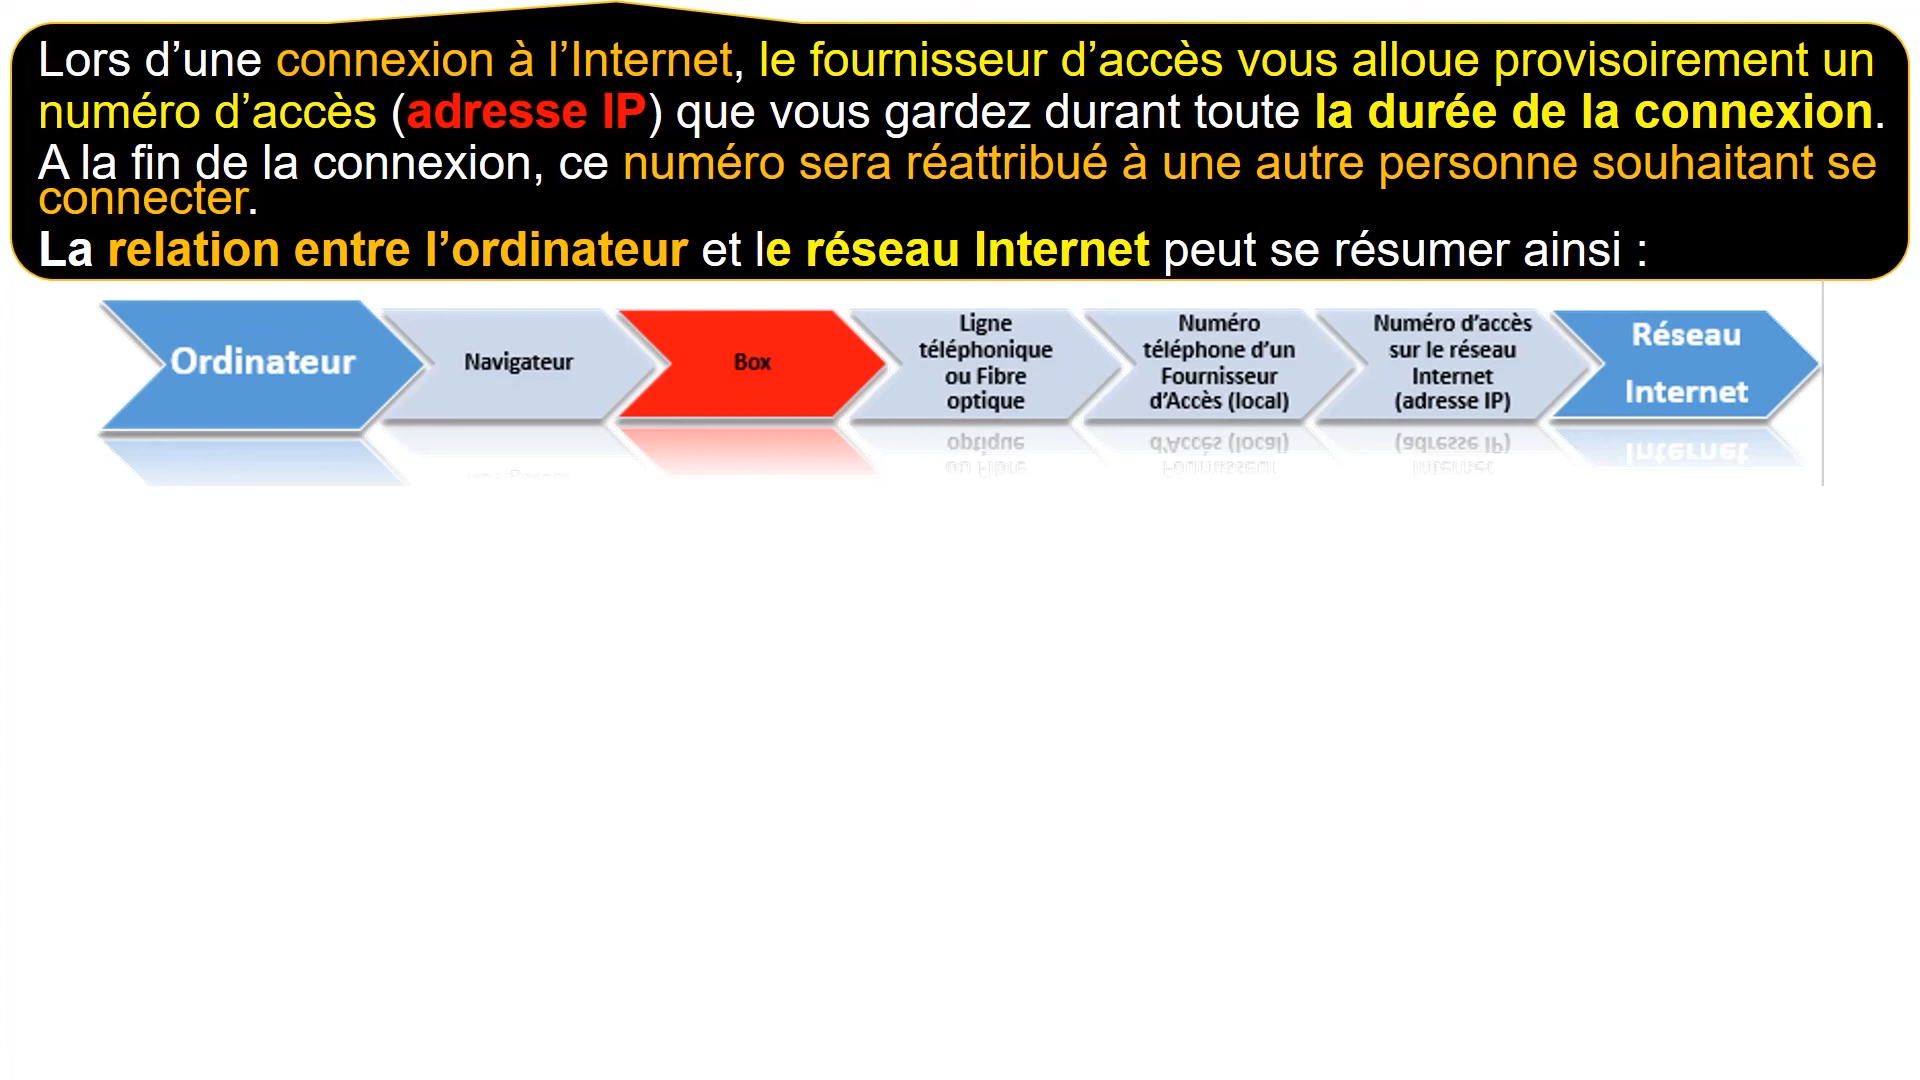 Lors d’une connexion à l’Internet, le fournisseur d’accès vous alloue provisoirement un
numéro d’accès (adresse IP) que vous gardez durant toute la durée de la connexion.
A la fin de la connexion, ce numéro sera réattribué à une autre personne souhaitant se
connecter.
La relation entre l’ordinateur et le réseau Internet peut se résumer ainsi :
Ordinateur
Navigateur
Box
Ligne
téléphonique
ou Fibre
optique
Numéro
téléphone d’un
Fournisseur
d’Accès (local)
Numéro d’accès
sur le réseau
Internet
(adresse IP)
Réseau
Internet